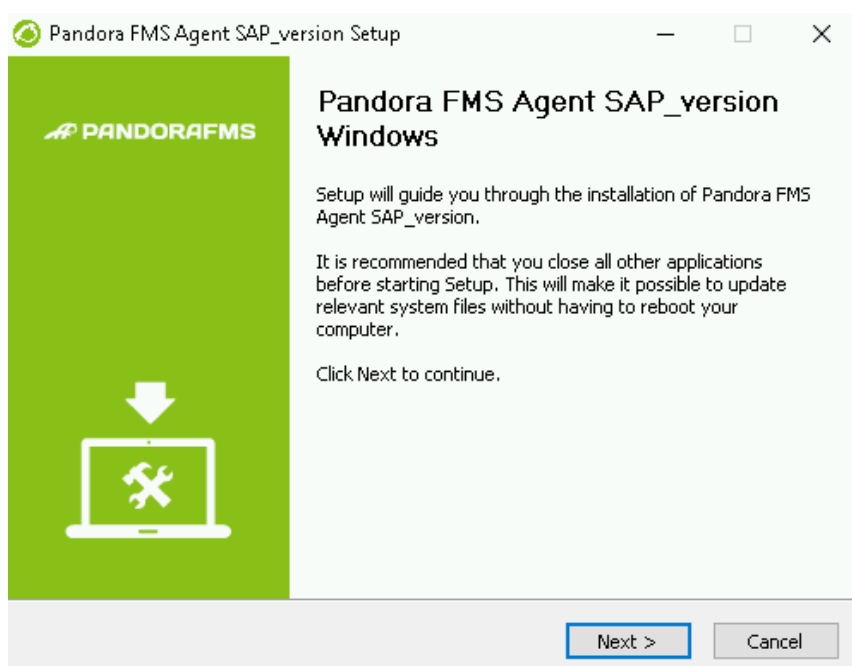 Pandora FMS Agent SAP_version Setup
PANDORAFMS
Pandora FMS Agent SAP_version
Windows
Setup will guide you through the installation of Pandora FMS
Agent SAP_version.
It is recommended that you close all other applications
before starting Setup. This will make it possible to update
relevant system files without having to reboot your
computer.
Click Next to continue.
Next >
Cancel